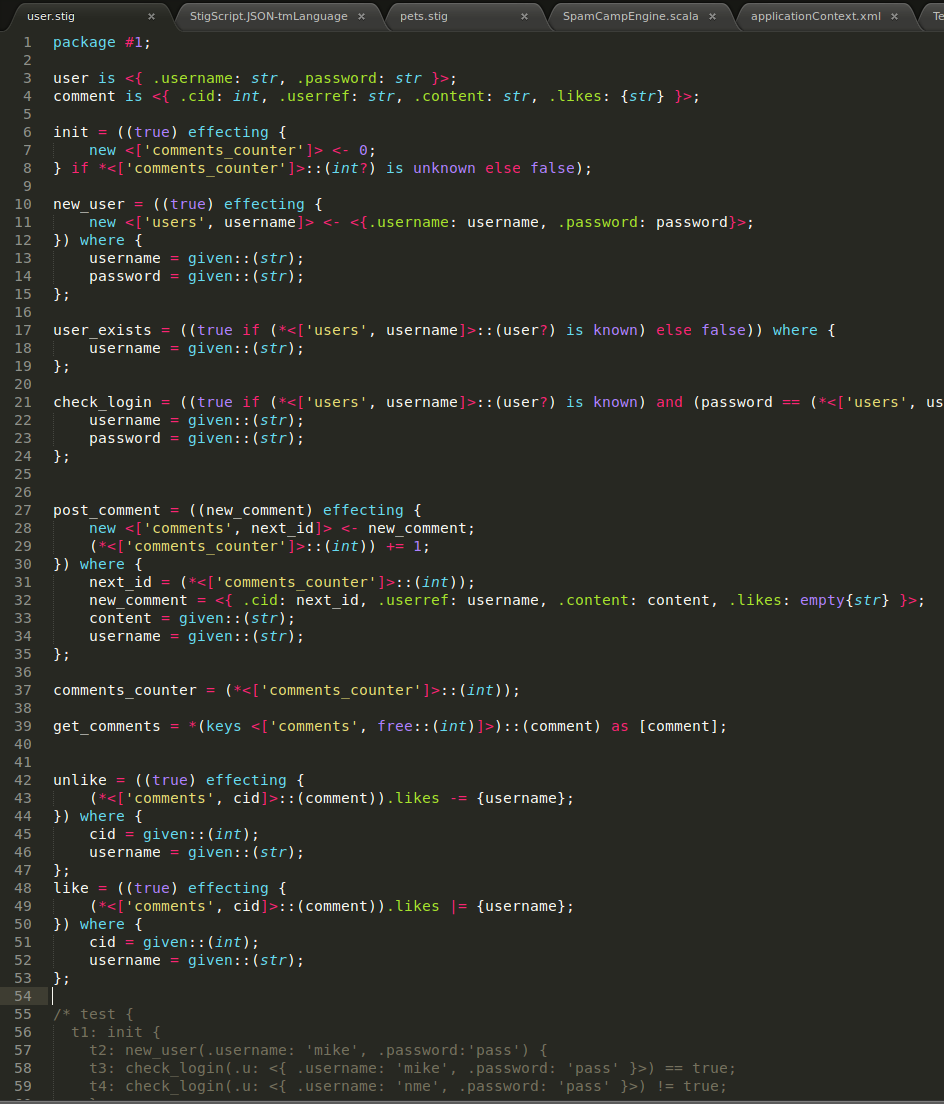 user.stig × StigScript.JSON-tmLanguage × pets.stig × SpamCampEngine.scala × applicationContext.xml × Te
1 package #1;
2
3 user is <{ .username: str, .password: str }>;
4 comment is <{ .cid: int, .userref: str, .content: str, .likes: {str} }>;
5
6 init = ((true) effecting {
7     new <['comments_counter']> <- 0;
8 } if *<['comments_counter']>::(int?) is unknown else false);
9
10 new_user = ((true) effecting {
11     new <['users', username]> <- <{.username: username, .password: password}>;
12 }) where {
13     username = given::(str);
14     password = given::(str);
15 };
16
17 user_exists = ((true if (*<['users', username]>::(user?) is known) else false)) where {
18     username = given::(str);
19 };
20
21 check_login = ((true if (*<['users', username]>::(user?) is known) and (password == (*<['users', us
22     username = given::(str);
23     password = given::(str);
24 };
25
26
27 post_comment = ((new_comment) effecting {
28     new <['comments', next_id]> <- new_comment;
29     (*<['comments_counter']>::(int)) += 1;
30 }) where {
31     next_id = (*<['comments_counter']>::(int));
32     new_comment = <{ .cid: next_id, .userref: username, .content: content, .likes: empty{str} }>;
33     content = given::(str);
34     username = given::(str);
35 };
36
37 comments_counter = (*<['comments_counter']>::(int));
38
39 get_comments = *(keys <['comments', free::(int)]>)::(comment) as [comment];
40
41
42 unlike = ((true) effecting {
43     (*<['comments', cid]>::(comment)).likes -= {username};
44 }) where {
45     cid = given::(int);
46     username = given::(str);
47 };
48 like = ((true) effecting {
49     (*<['comments', cid]>::(comment)).likes |= {username};
50 }) where {
51     cid = given::(int);
52     username = given::(str);
53 };
54
55 /* test {
56   t1: init {
57     t2: new_user(.username: 'mike', .password:'pass') {
58     t3: check_login(.u: <{ .username: 'mike', .password: 'pass' }>) == true;
59     t4: check_login(.u: <{ .username: 'nme', .password: 'pass' }>) != true;